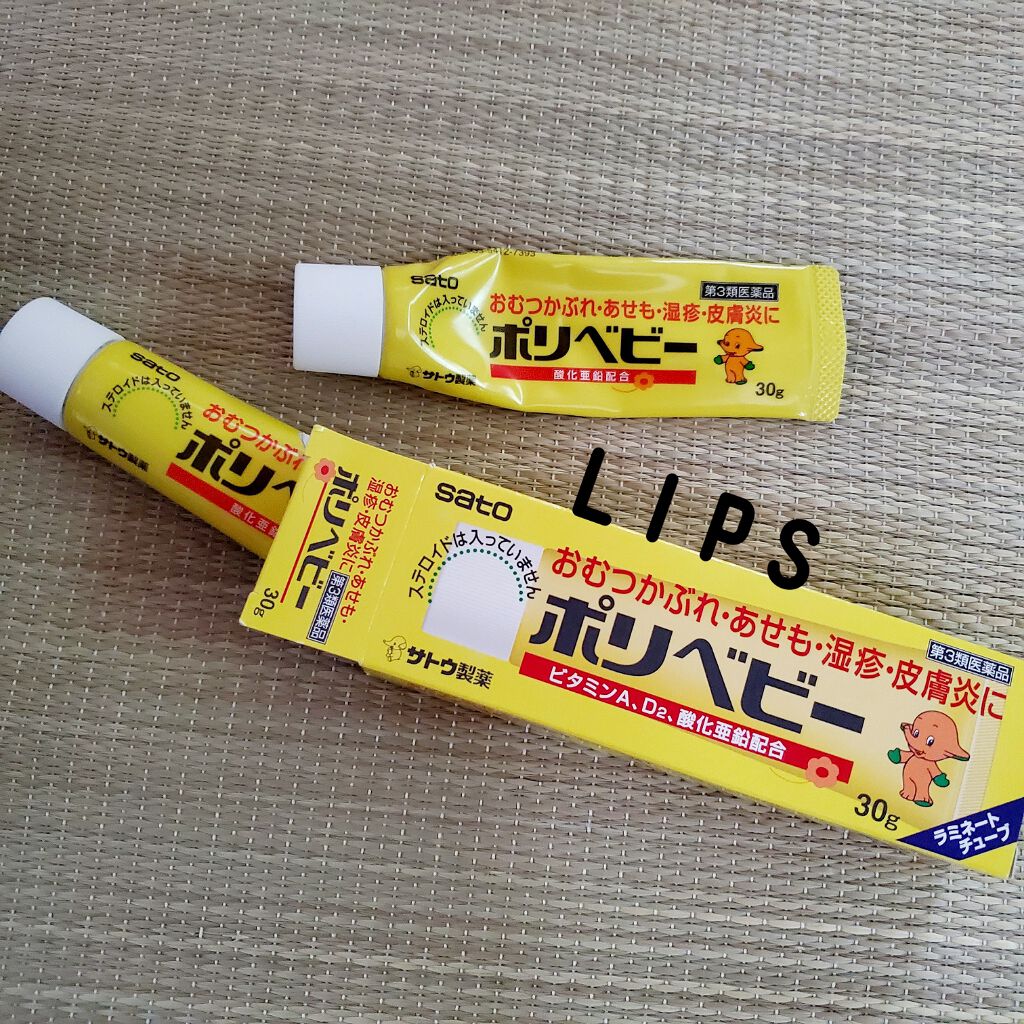 sato
ステロイドは入っていません
第3類医薬品
おむつかぶれ・あせも・湿疹・皮膚炎に
ポリベビー
サトウ製薬
酸化亜鉛配合
30g
sato
ステロイドは入っていません
おむつかぶれ
ポリベ
サトウ製薬
酸化亜鉛
おむつかぶれ・あせも・
湿疹・皮膚炎に
ポリベビー
第3類医薬品
30g
LIPS
sato
ステロイドは入っていません
おむつかぶれ・あせも・湿疹・皮膚炎に
第3類医薬品
ポリベビー
サトウ製薬
ビタミンA、D2、酸化亜鉛配合
30g
ラミネート
チューブ